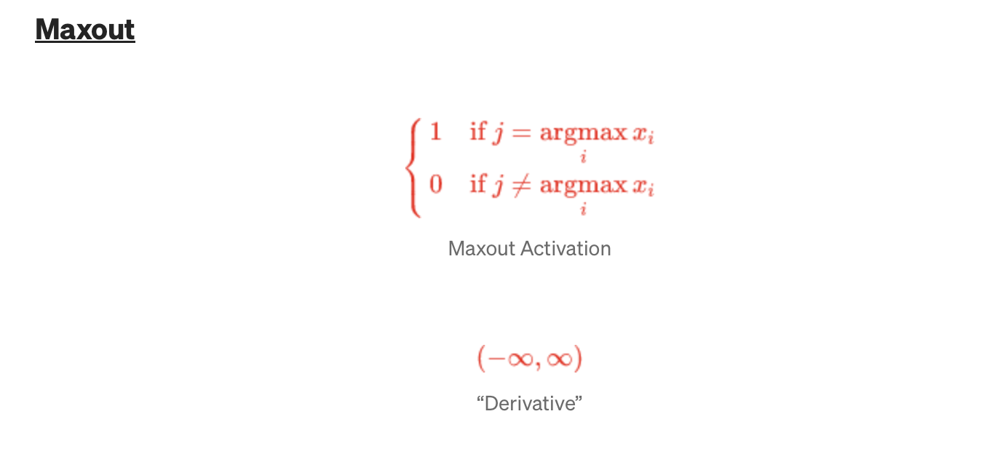 Maxout
{ 1 if j = argmax x_i
i
0 if j ≠ argmax x_i
i
Maxout Activation
(−∞, ∞)
“Derivative”